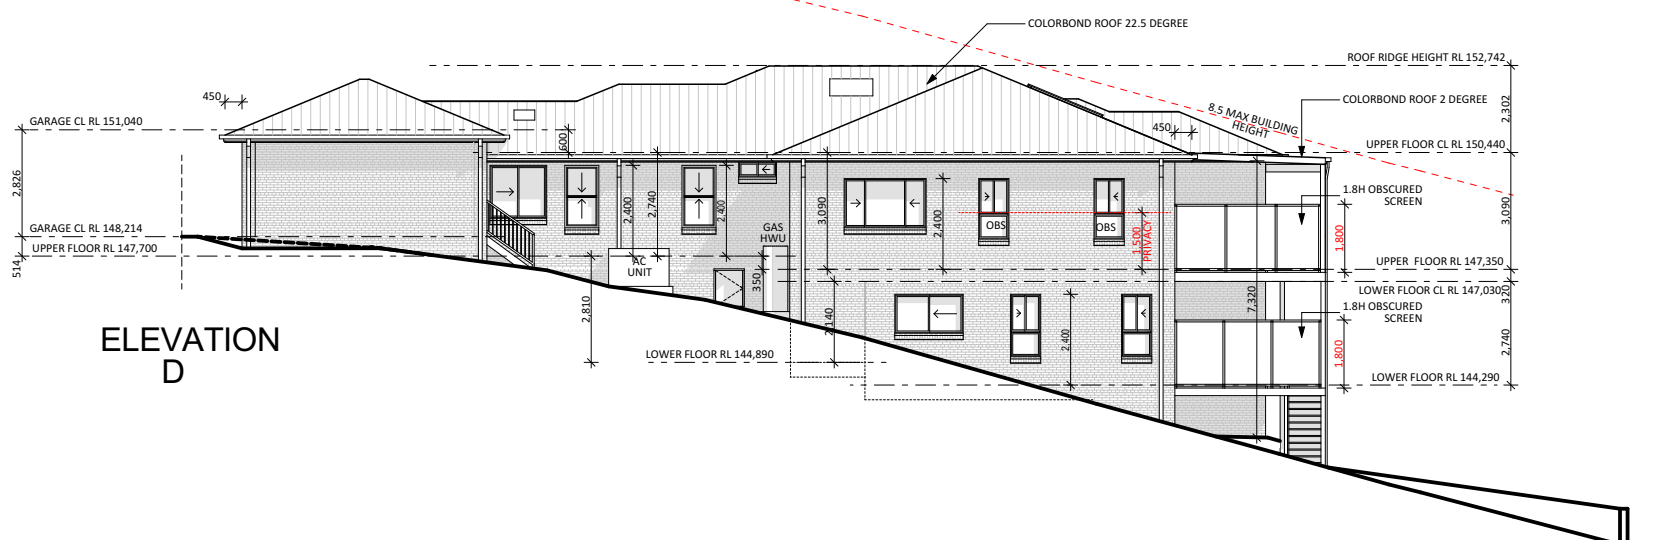 COLORBOND ROOF 22.5 DEGREE
ROOF RIDGE HEIGHT RL 152,742
450
2,302
COLORBOND ROOF 2 DEGREE
8.5 MAX BUILDING
HEIGHT
GARAGE CL RL 151,040
600
450
UPPER FLOOR CL RL 150,440
2,826
1.8H OBSCURED
SCREEN
2,400
2,740
2,400
3,090
2,400
3,090
GAS
HWU
OBS
OBS
1,500
PRIVACY
1,800
GARAGE CL RL 148,214
UPPER FLOOR RL 147,700
514
AC
UNIT
350
UPPER FLOOR RL 147,350
LOWER FLOOR CL RL 147,030
320
7,320
1.8H OBSCURED
SCREEN
2,810
2,140
2,400
1,800
2,740
ELEVATION
D
LOWER FLOOR RL 144,890
LOWER FLOOR RL 144,290